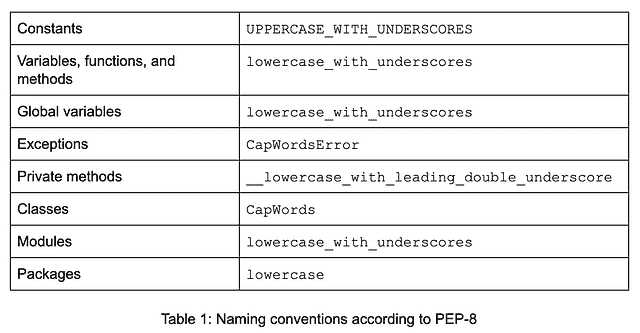 Constants UPPERCASE_WITH_UNDERSCORES
Variables, functions, and lowercase_with_underscores
methods
Global variables lowercase_with_underscores
Exceptions CapWordsError
Private methods __lowercase_with_leading_double_underscore
Classes CapWords
Modules lowercase_with_underscores
Packages lowercase
Table 1: Naming conventions according to PEP-8